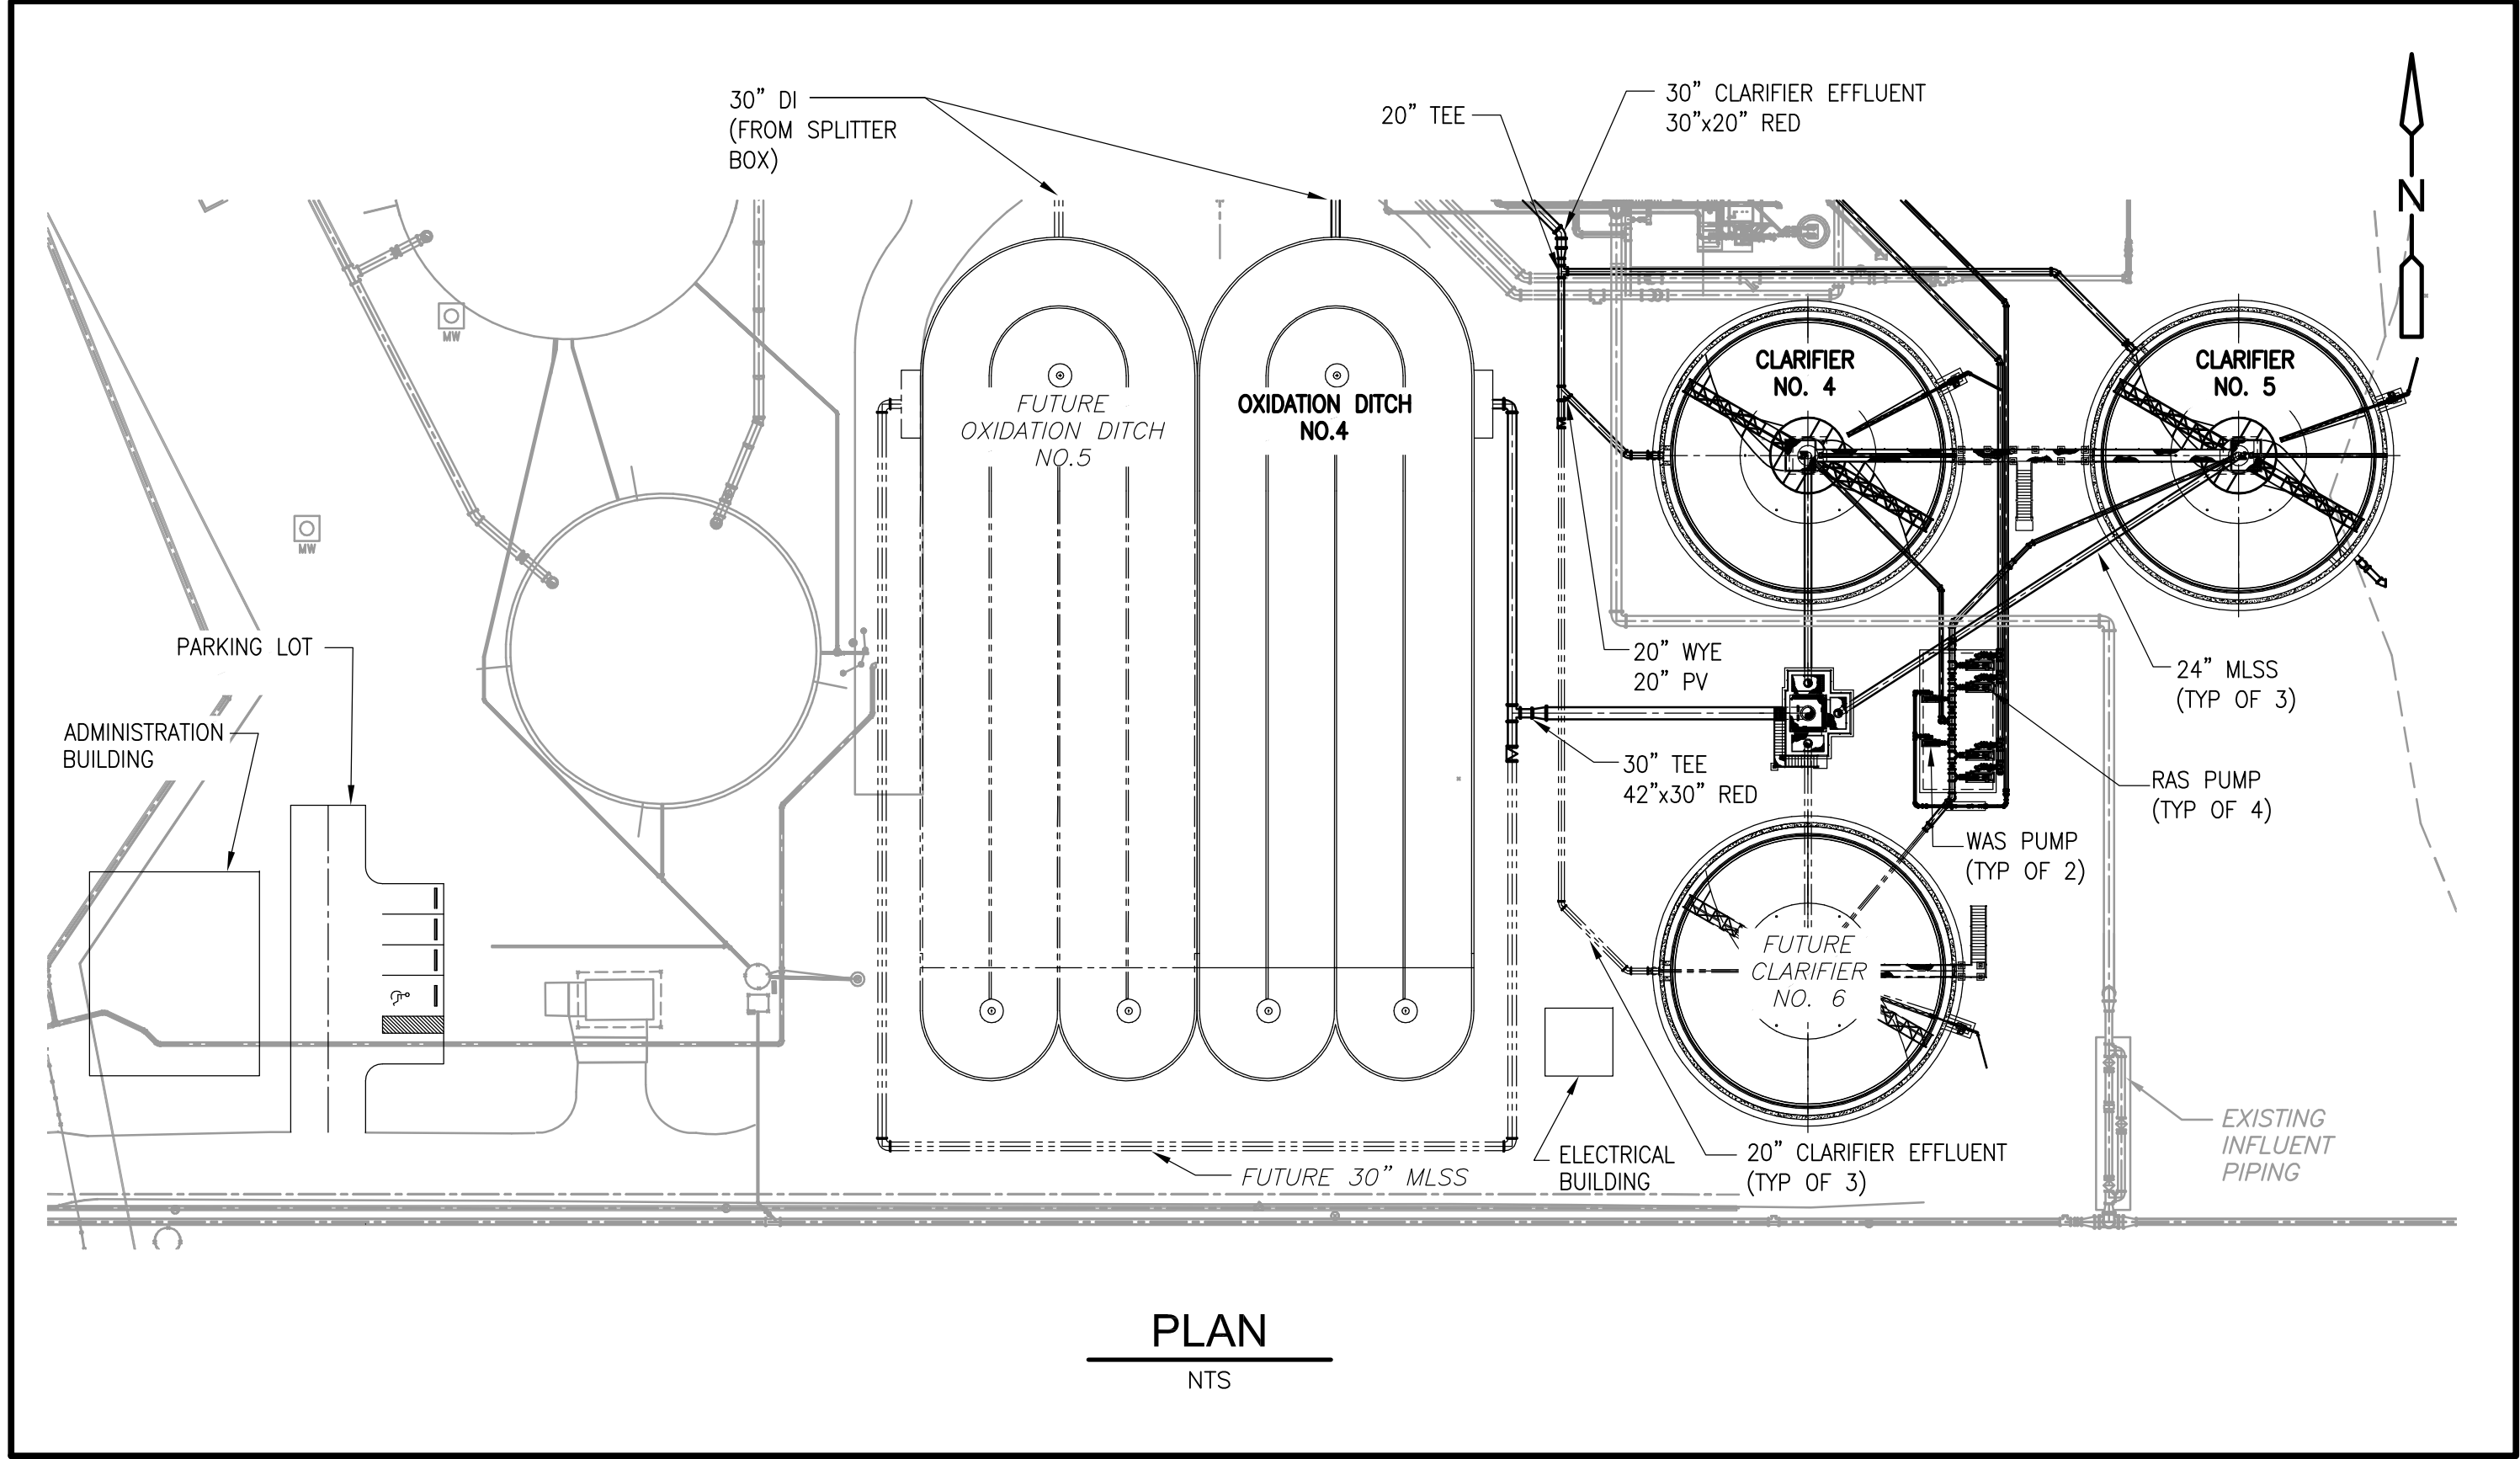 30" DI
(FROM SPLITTER
BOX)
20" TEE
30" CLARIFIER EFFLUENT
30"x20" RED
N
MW
MW
FUTURE
OXIDATION DITCH
NO.5
OXIDATION DITCH
NO.4
CLARIFIER
NO. 4
CLARIFIER
NO. 5
PARKING LOT
ADMINISTRATION
BUILDING
20" WYE
20" PV
24" MLSS
(TYP OF 3)
30" TEE
42"x30" RED
RAS PUMP
(TYP OF 4)
WAS PUMP
(TYP OF 2)
FUTURE
CLARIFIER
NO. 6
EXISTING
INFLUENT
PIPING
ELECTRICAL
BUILDING
20" CLARIFIER EFFLUENT
(TYP OF 3)
FUTURE 30" MLSS
PLAN
NTS